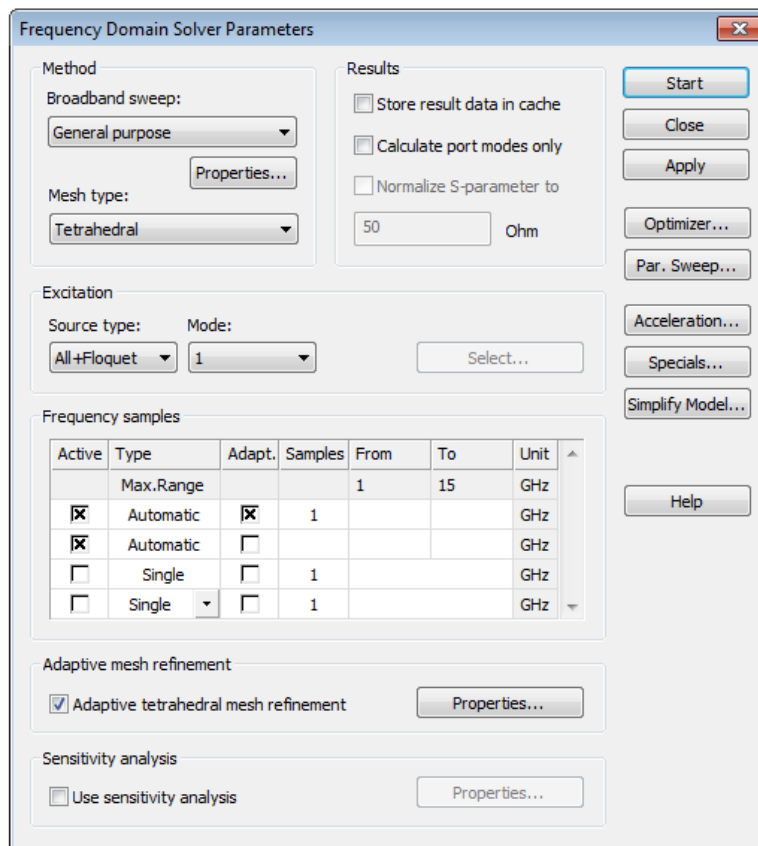 Frequency Domain Solver Parameters
Method
Broadband sweep:
General purpose
Properties...
Mesh type:
Tetrahedral
Results
Store result data in cache
Calculate port modes only
Normalize S-parameter to
50 Ohm
Start
Close
Apply
Optimizer...
Par. Sweep...
Acceleration...
Specials...
Simplify Model...
Help
Excitation
Source type: Mode:
All+Floquet 1 Select...
Frequency samples
Active Type Adapt. Samples From To Unit
Max.Range 1 15 GHz
Automatic 1 GHz
Automatic GHz
Single 1 GHz
Single 1 GHz
Adaptive mesh refinement
Adaptive tetrahedral mesh refinement Properties...
Sensitivity analysis
Use sensitivity analysis Properties...